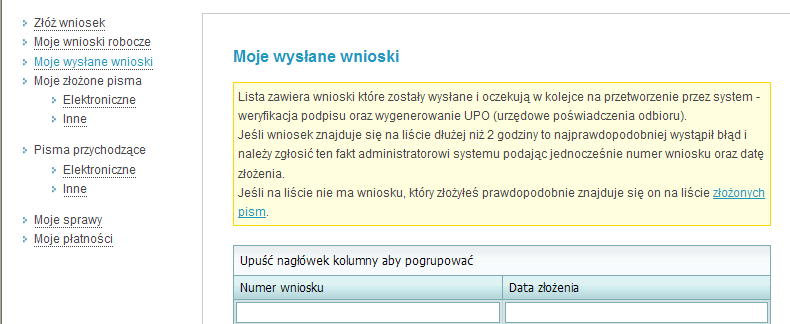 Złóż wniosek
Moje wnioski robocze
Moje wysłane wnioski
Moje złożone pisma
Elektroniczne
Inne
Pisma przychodzące
Elektroniczne
Inne
Moje sprawy
Moje płatności
Moje wysłane wnioski
Lista zawiera wnioski które zostały wysłane i oczekują w kolejce na przetworzenie przez system -
weryfikacja podpisu oraz wygenerowanie UPO (urzędowe poświadczenia odbioru).
Jeśli wniosek znajduje się na liście dłużej niż 2 godziny to najprawdopodobniej wystąpił błąd i
należy zgłosić ten fakt administratorowi systemu podając jednocześnie numer wniosku oraz datę
złożenia.
Jeśli na liście nie ma wniosku, który złożyłeś prawdopodobnie znajduje się on na liście złożonych
pism.
Upuść nagłówek kolumny aby pogrupować
Numer wniosku Data złożenia